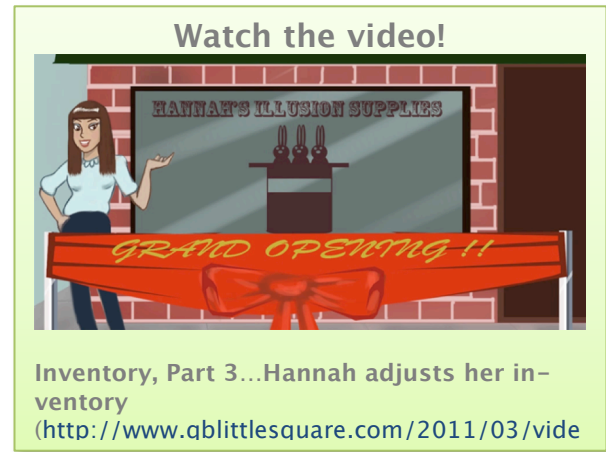 Watch the video!
HANNAH'S ILLUSION SUPPLIES
GRAND OPENING !!
Inventory, Part 3...Hannah adjusts her in-
ventory
(http://www.qblittlesquare.com/2011/03/vide